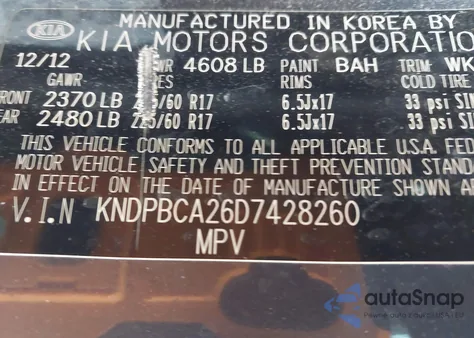 MANUFACTURED IN KOREA BY
KIA KIA MOTORS CORPORATION
12/12 4608 LB PAINT BAH TRIM WK
GAWR RIMS COLD TIRE
2370 LB R17 6.5Jx17 33 psi
2480 LB 225/60 R17 6.5Jx17 33 psi
THIS VEHICLE CONFORMS TO ALL APPLICABLE U.S.A. FED
MOTOR VEHICLE SAFETY AND THEFT PREVENTION STANDA
IN EFFECT ON THE DATE OF MANUFACTURE SHOWN
V.I.N KNDPBCA26D7428260
MPV
autoSnap